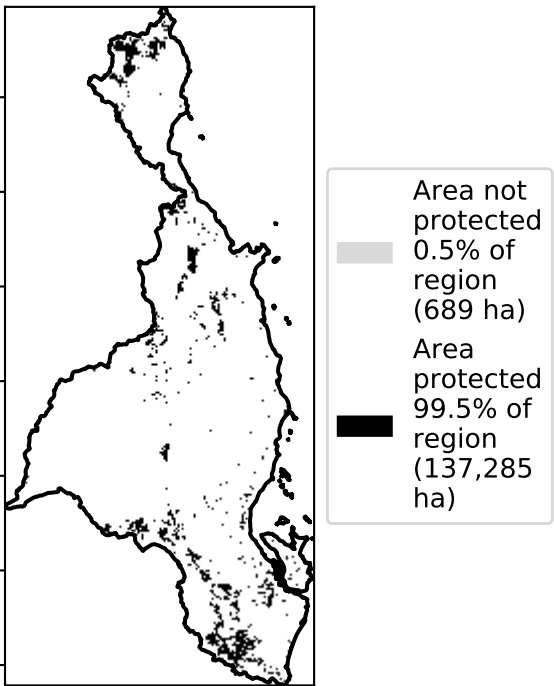 Area not
protected
0.5% of
region
(689 ha)
Area
protected
99.5% of
region
(137,285
ha)